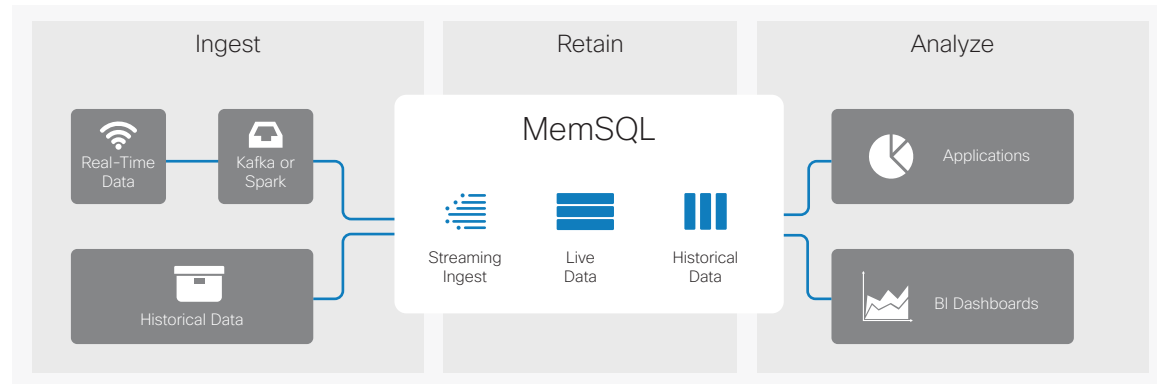 Ingest
Retain
Analyze
Real-Time
Data
Kafka or
Spark
Historical Data
MemSQL
Streaming
Ingest
Live
Data
Historical
Data
Applications
BI Dashboards